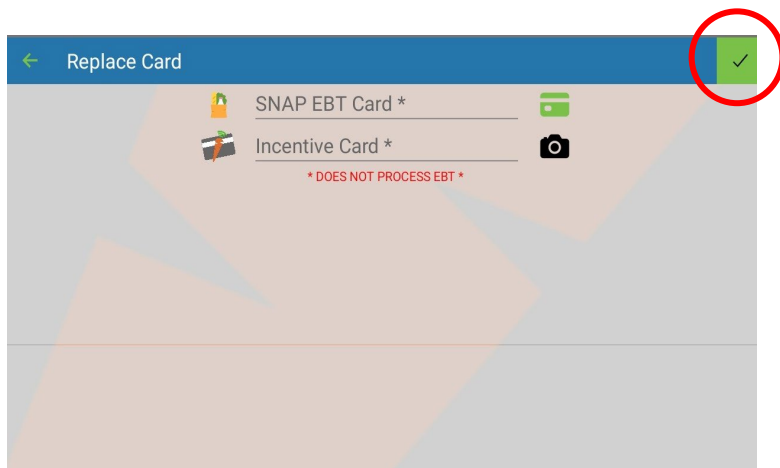 Replace Card
SNAP EBT Card *
Incentive Card *
* DOES NOT PROCESS EBT *